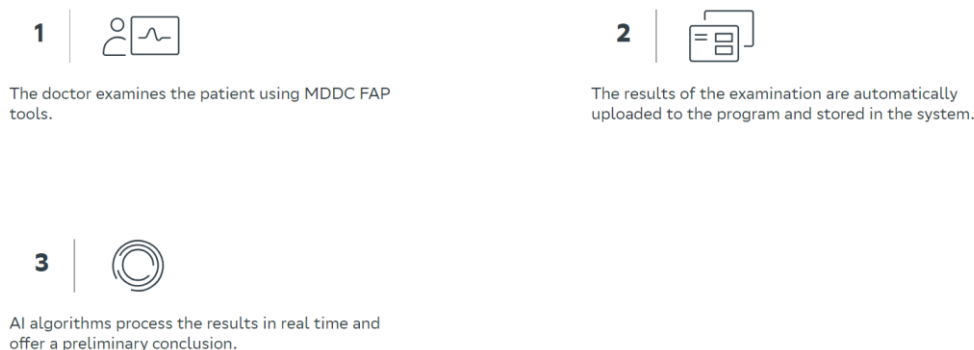 1
The doctor examines the patient using MDDC FAP
tools.
2
The results of the examination are automatically
uploaded to the program and stored in the system.
3
AI algorithms process the results in real time and
offer a preliminary conclusion.